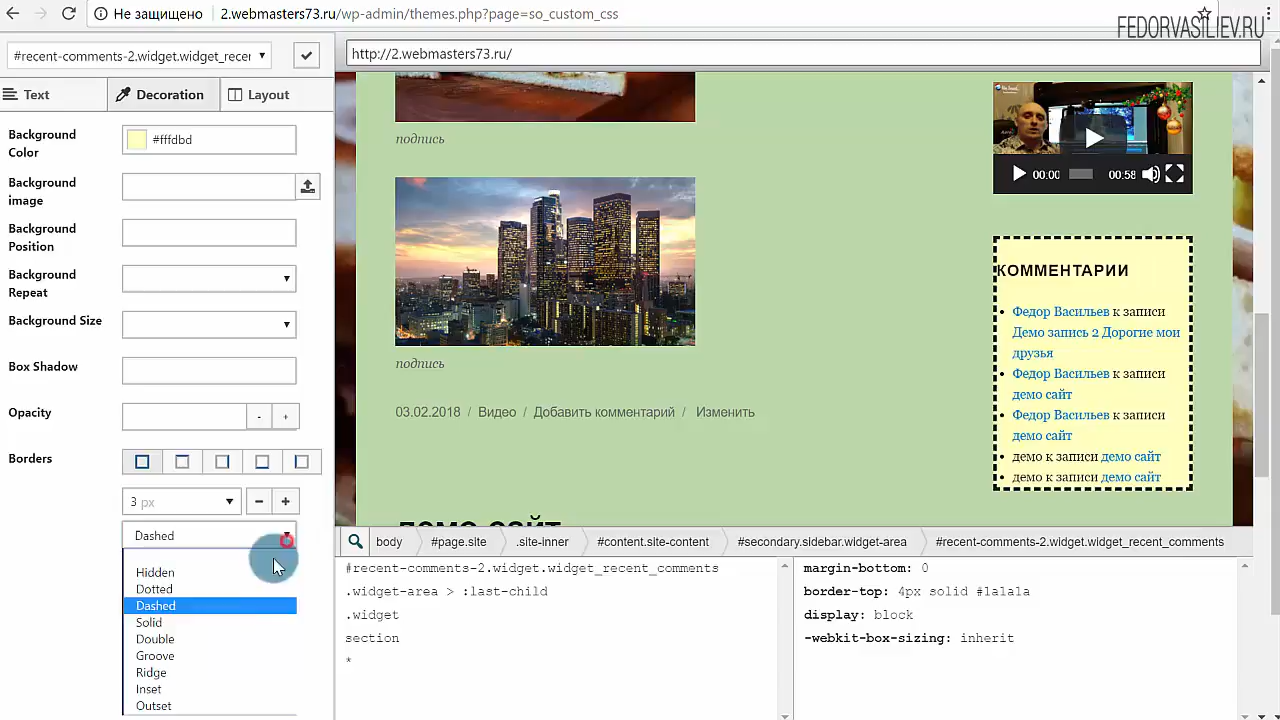 Не защищено
2.webmasters73.ru/wp-admin/themes.php?page=so_custom_css
FEDORVASILIEV.RU
#recent-comments-2.widget.widget_recer
http://2.webmasters73.ru/
Text
Decoration
Layout
Background
Color
#fffdbd
Background
image
Background
Position
Background
Repeat
Background Size
Box Shadow
Opacity
-
+
Borders
3 px
Dashed
Hidden
Dotted
Dashed
Solid
Double
Groove
Ridge
Inset
Outset
подпись
подпись
03.02.2018 / Видео / Добавить комментарий / Изменить
демо сайт
00:00
00:58
КОММЕНТАРИИ
Федор Васильев к записи
Демо запись 2 Дорогие мои
друзья
Федор Васильев к записи
демо сайт
Федор Васильев к записи
демо сайт
демо к записи демо сайт
демо к записи демо сайт
body
#page.site
.site-inner
#content.site-content
#secondary.sidebar.widget-area
#recent-comments-2.widget.widget_recent_comments
#recent-comments-2.widget.widget_recent_comments
.widget-area > :last-child
.widget
section
*
margin-bottom: 0
border-top: 4px solid #1a1a1a
display: block
-webkit-box-sizing: inherit